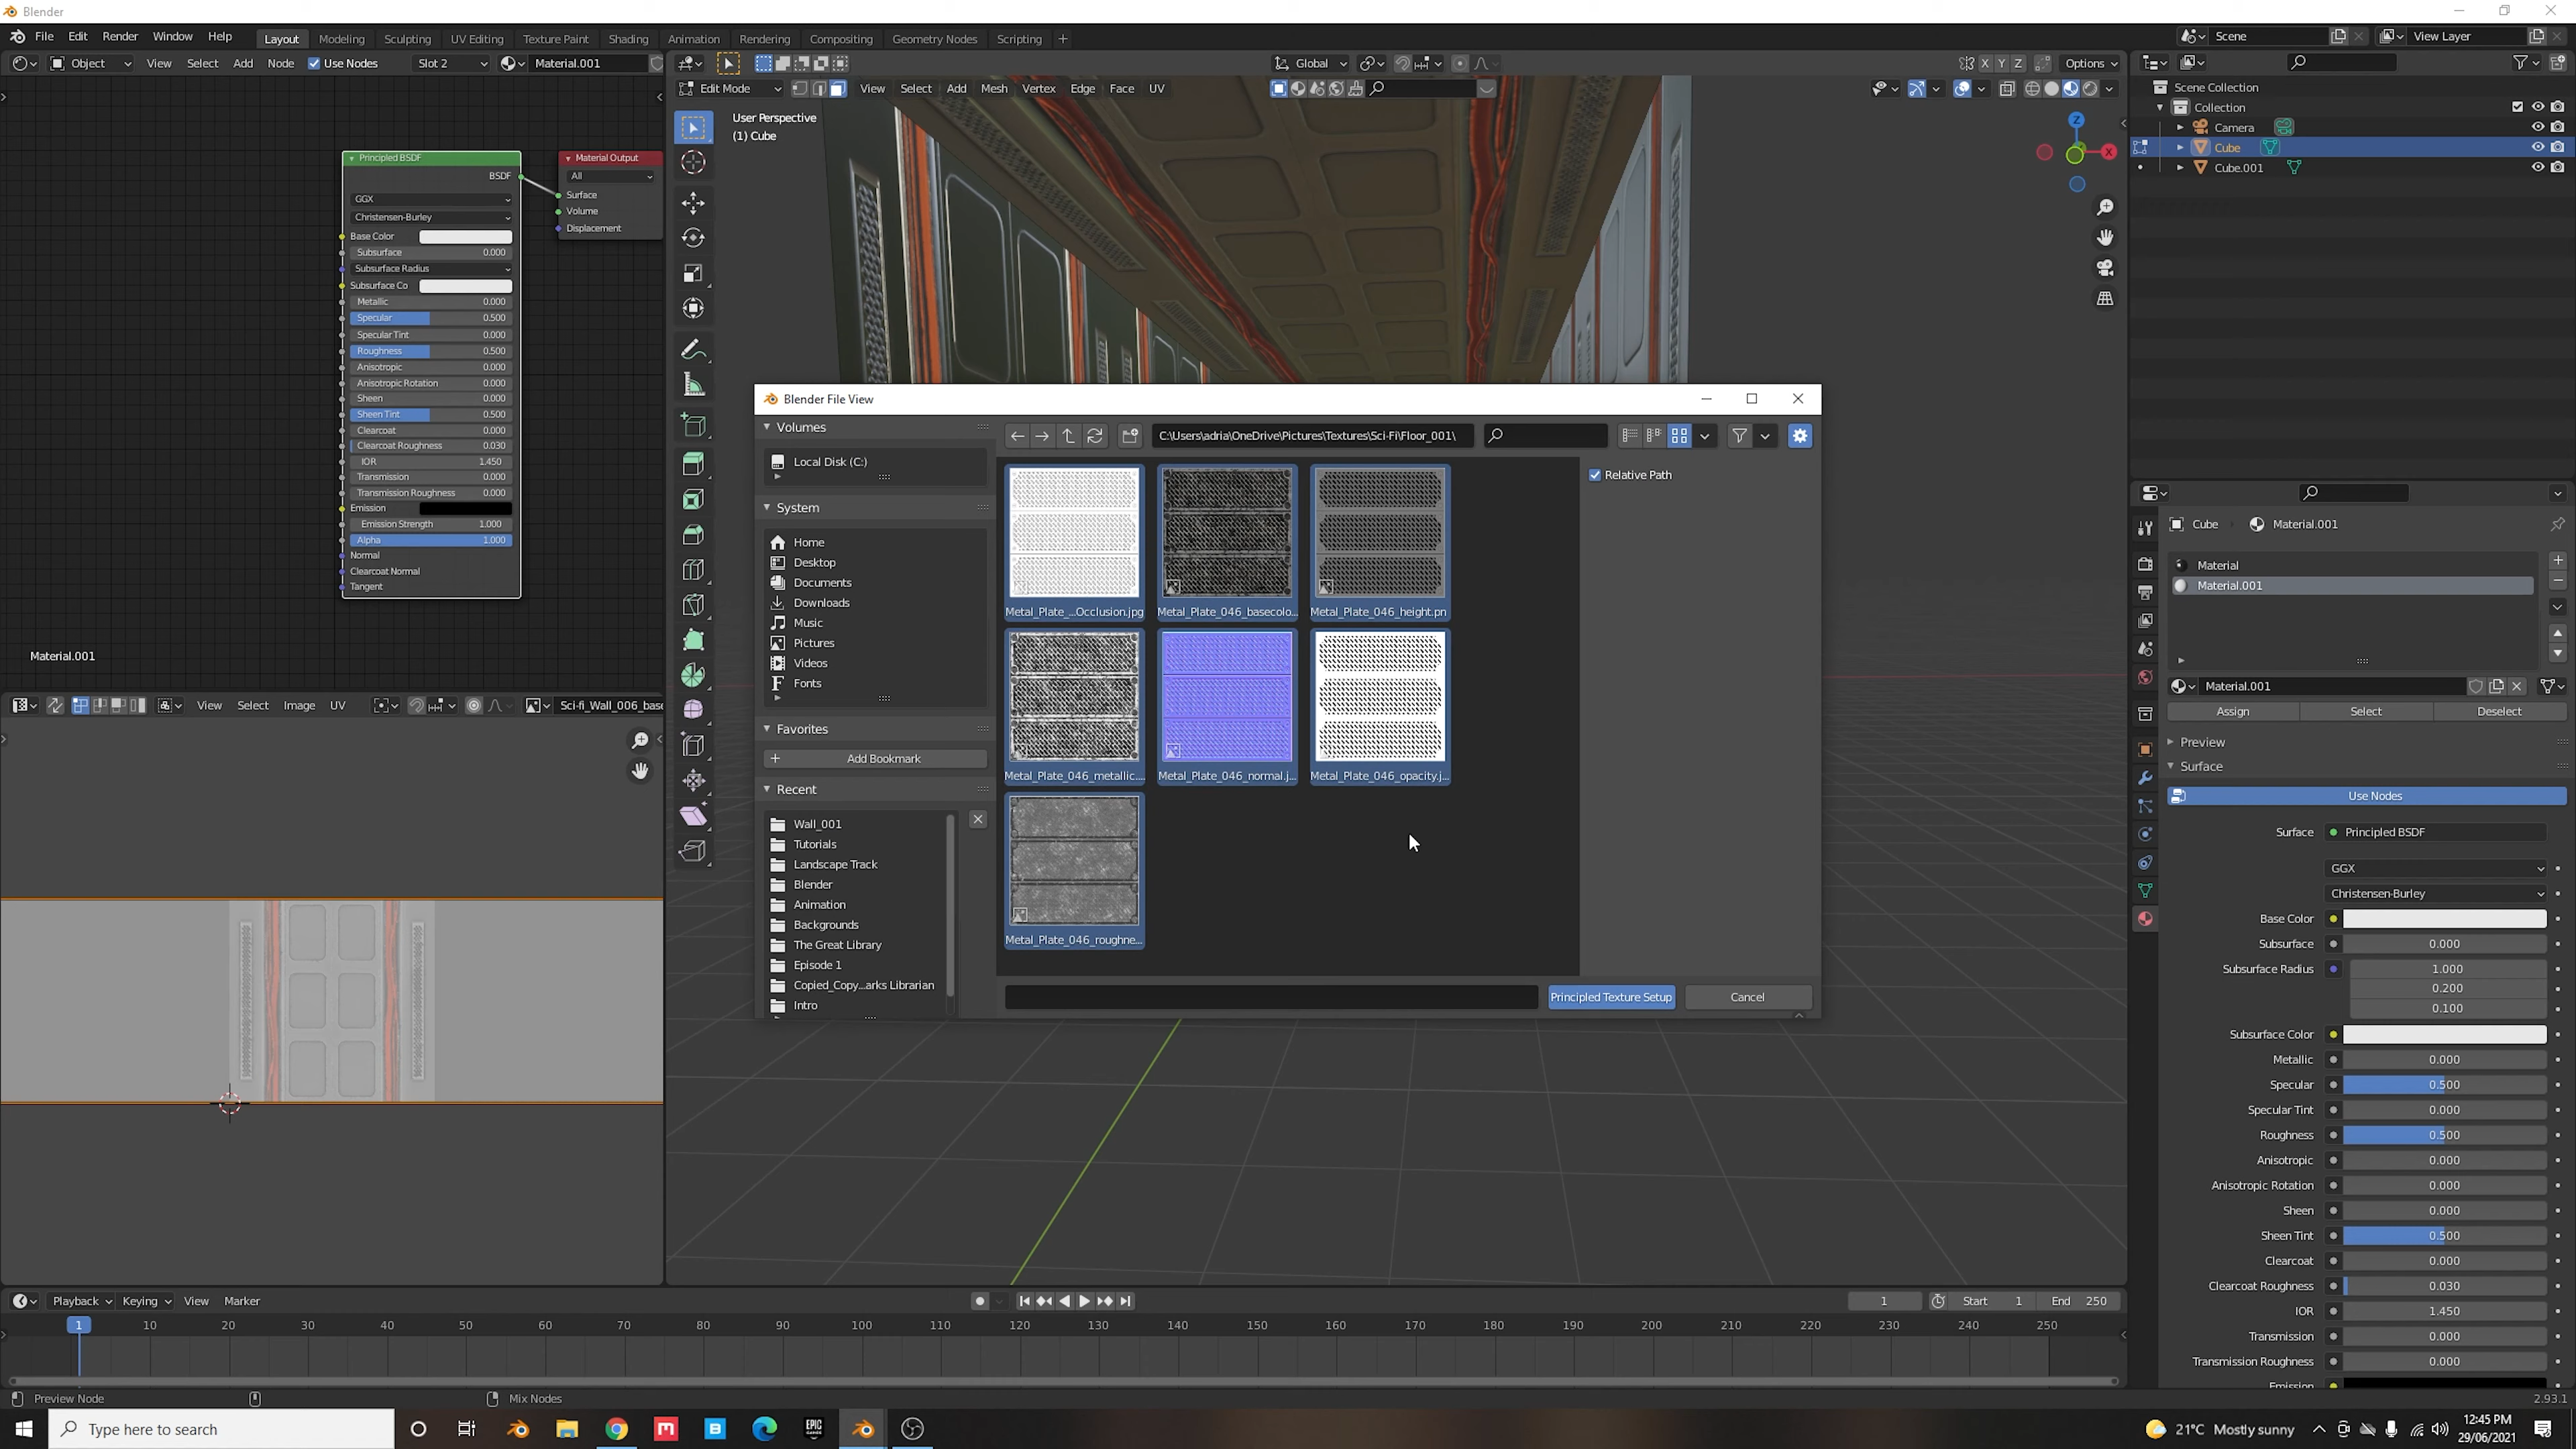 Blender
File Edit Render Window Help Layout Modeling Sculpting UV Editing Texture Paint Shading Animation Rendering Compositing Geometry Nodes Scripting + Scene View Layer
Object View Select Add Node Use Nodes Slot 2 Material.001 Global X Y Z Options
Edit Mode View Select Add Mesh Vertex Edge Face UV
User Perspective
(1) Cube
Scene Collection
Collection
Camera
Cube
Cube.001
Z
X
Principled BSDF
BSDF
GGX
Christensen-Burley
Base Color
Subsurface 0.000
Subsurface Radius
Subsurface Co
Metallic 0.000
Specular 0.500
Specular Tint 0.000
Roughness 0.500
Anisotropic 0.000
Anisotropic Rotation 0.000
Sheen 0.000
Sheen Tint 0.500
Clearcoat 0.000
Clearcoat Roughness 0.030
IOR 1.450
Transmission 0.000
Transmission Roughness 0.000
Emission
Emission Strength 1.000
Alpha 1.000
Normal
Clearcoat Normal
Tangent
Material Output
All
Surface
Volume
Displacement
Material.001
View Select Image UV Sci-fi_Wall_006_base
Blender File View
Volumes
Local Disk (C:)
System
Home
Desktop
Documents
Downloads
Music
Pictures
Videos
Fonts
Favorites
Add Bookmark
Recent
Wall_001
Tutorials
Landscape Track
Blender
Animation
Backgrounds
The Great Library
Episode 1
Copied_Copy...arks Librarian
Intro
C:\Users\adria\OneDrive\Pictures\Textures\Sci-Fi\Floor_001\
Relative Path
Metal_Plate_...Occlusion.jpg Metal_Plate_046_basecolo... Metal_Plate_046_height.pn
Metal_Plate_046_metallic.... Metal_Plate_046_normal.j... Metal_Plate_046_opacity.j...
Metal_Plate_046_roughne...
Principled Texture Setup Cancel
Cube Material.001
Material
Material.001
Material.001
Assign Select Deselect
Preview
Surface
Use Nodes
Surface Principled BSDF
GGX
Christensen-Burley
Base Color
Subsurface 0.000
Subsurface Radius 1.000
0.200
0.100
Subsurface Color
Metallic 0.000
Specular 0.500
Specular Tint 0.000
Roughness 0.500
Anisotropic 0.000
Anisotropic Rotation 0.000
Sheen 0.000
Sheen Tint 0.500
Clearcoat 0.000
Clearcoat Roughness 0.030
IOR 1.450
Transmission 0.000
Transmission Roughness 0.000
Emission
Playback Keying View Marker 1 Start 1 End 250
1 10 20 30 40 50 60 70 80 90 100 110 120 130 140 150 160 170 180 190 200 210 220 230 240 250
Preview Node Mix Nodes 2.93.1
Type here to search EPIC GAMES 21°C Mostly sunny 12:45 PM
29/06/2021